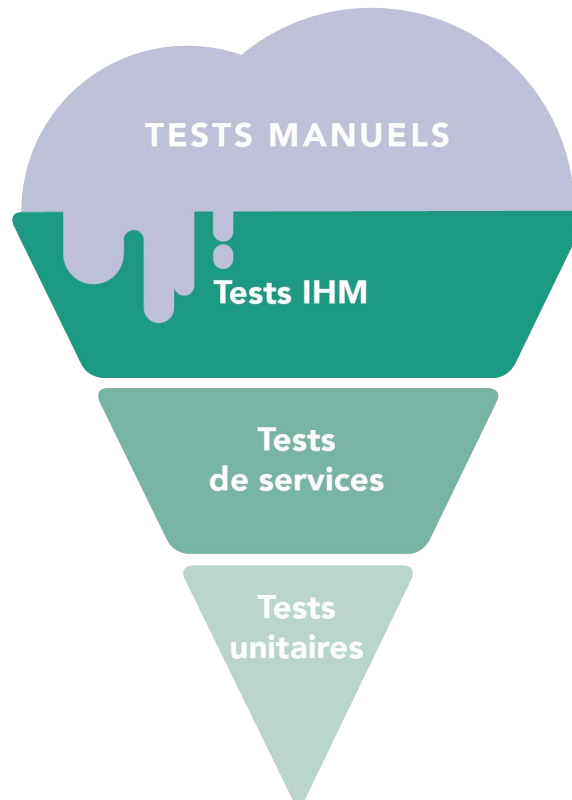 TESTS MANUELS
Tests IHM
Tests
de services
Tests
unitaires